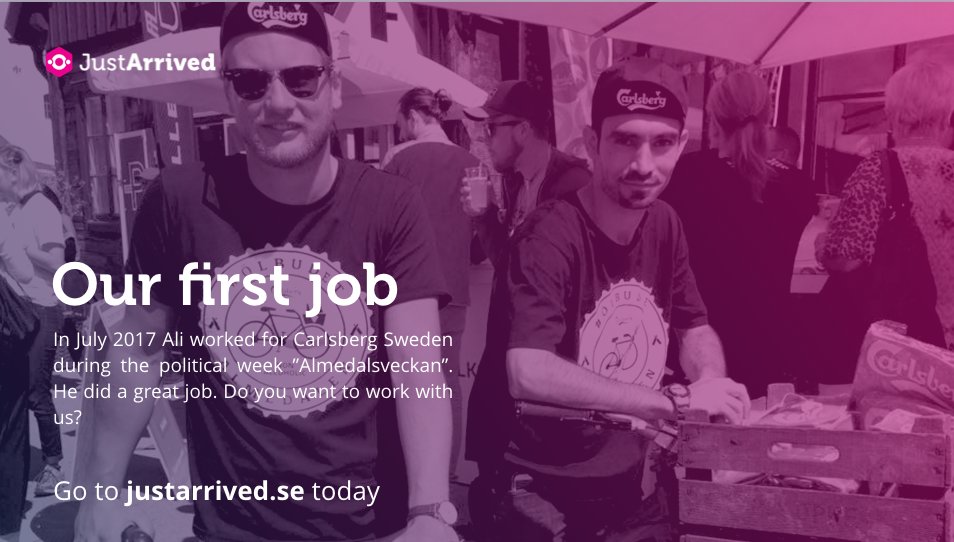 Carlsberg
JustArrived
Carlsberg
Our first job
In July 2017 Ali worked for Carlsberg Sweden
during the political week ”Almedalsveckan”.
He did a great job. Do you want to work with
us?
Carlsberg
Go to justarrived.se today